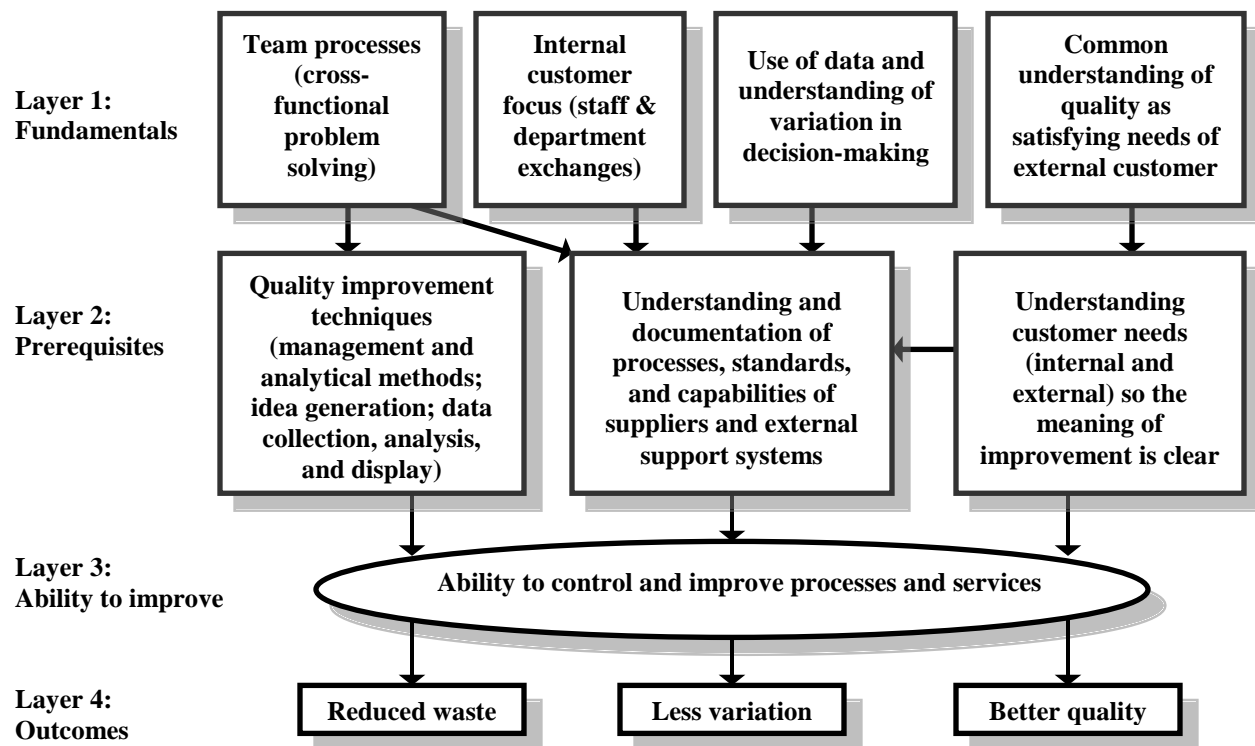 Layer 1:
Fundamentals
Team processes
(cross-
functional
problem
solving)
Internal
customer
focus (staff &
department
exchanges)
Use of data and
understanding of
variation in
decision-making
Common
understanding of
quality as
satisfying needs of
external customer
Layer 2:
Prerequisites
Quality improvement
techniques
(management and
analytical methods;
idea generation; data
collection, analysis,
and display)
Understanding and
documentation of
processes, standards,
and capabilities of
suppliers and external
support systems
Understanding
customer needs
(internal and
external) so the
meaning of
improvement is clear
Layer 3:
Ability to improve
Ability to control and improve processes and services
Layer 4:
Outcomes
Reduced waste
Less variation
Better quality